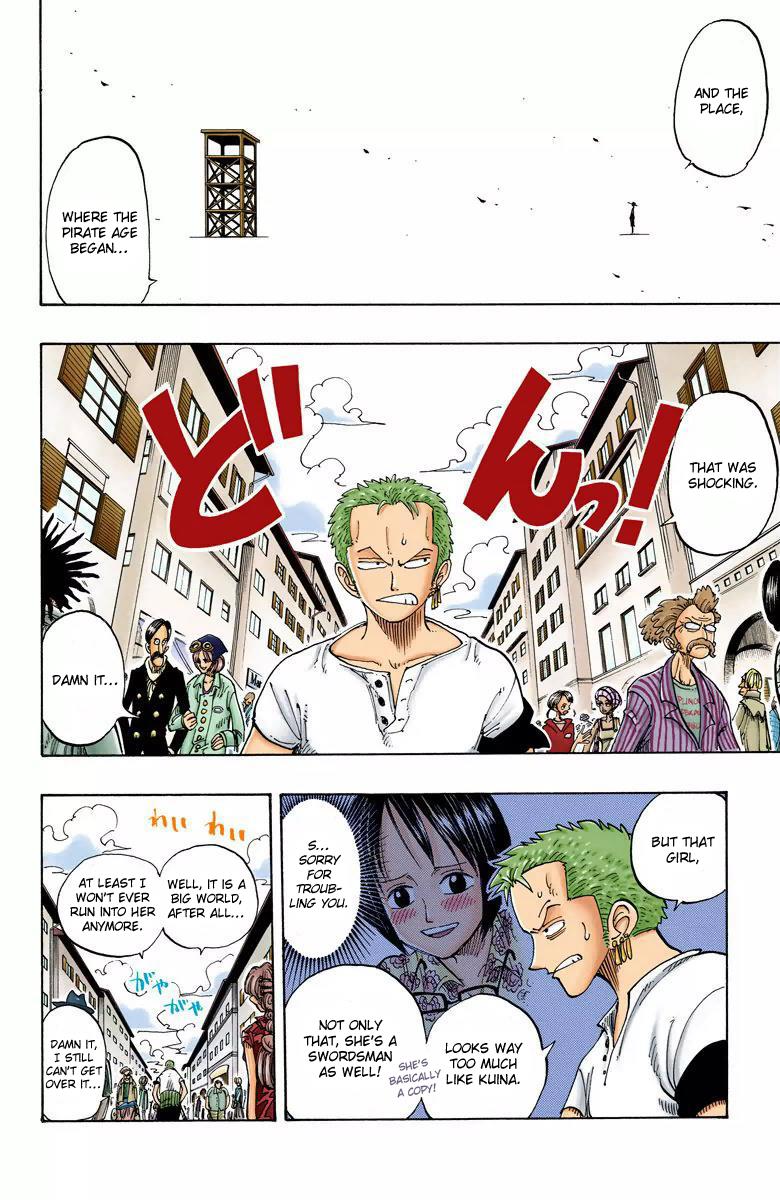 AND THE
PLACE,
WHERE THE
PIRATE AGE
BEGAN...
どんっ!
THAT WAS
SHOCKING.
DAMN IT...
BUT THAT
GIRL,
S...
SORRY
FOR
TROUB-
LING YOU.
LOOKS WAY
TOO MUCH
LIKE KUINA.
NOT ONLY
THAT, SHE'S A
SWORDSMAN
AS WELL!
SHE'S
BASICALLY
A COPY!
わい わい
WELL, IT IS A
BIG WORLD,
AFTER ALL...
AT LEAST I
WON'T EVER
RUN INTO HER
ANYMORE.
がや
がや
DAMN IT,
I STILL
CAN'T GET
OVER IT...